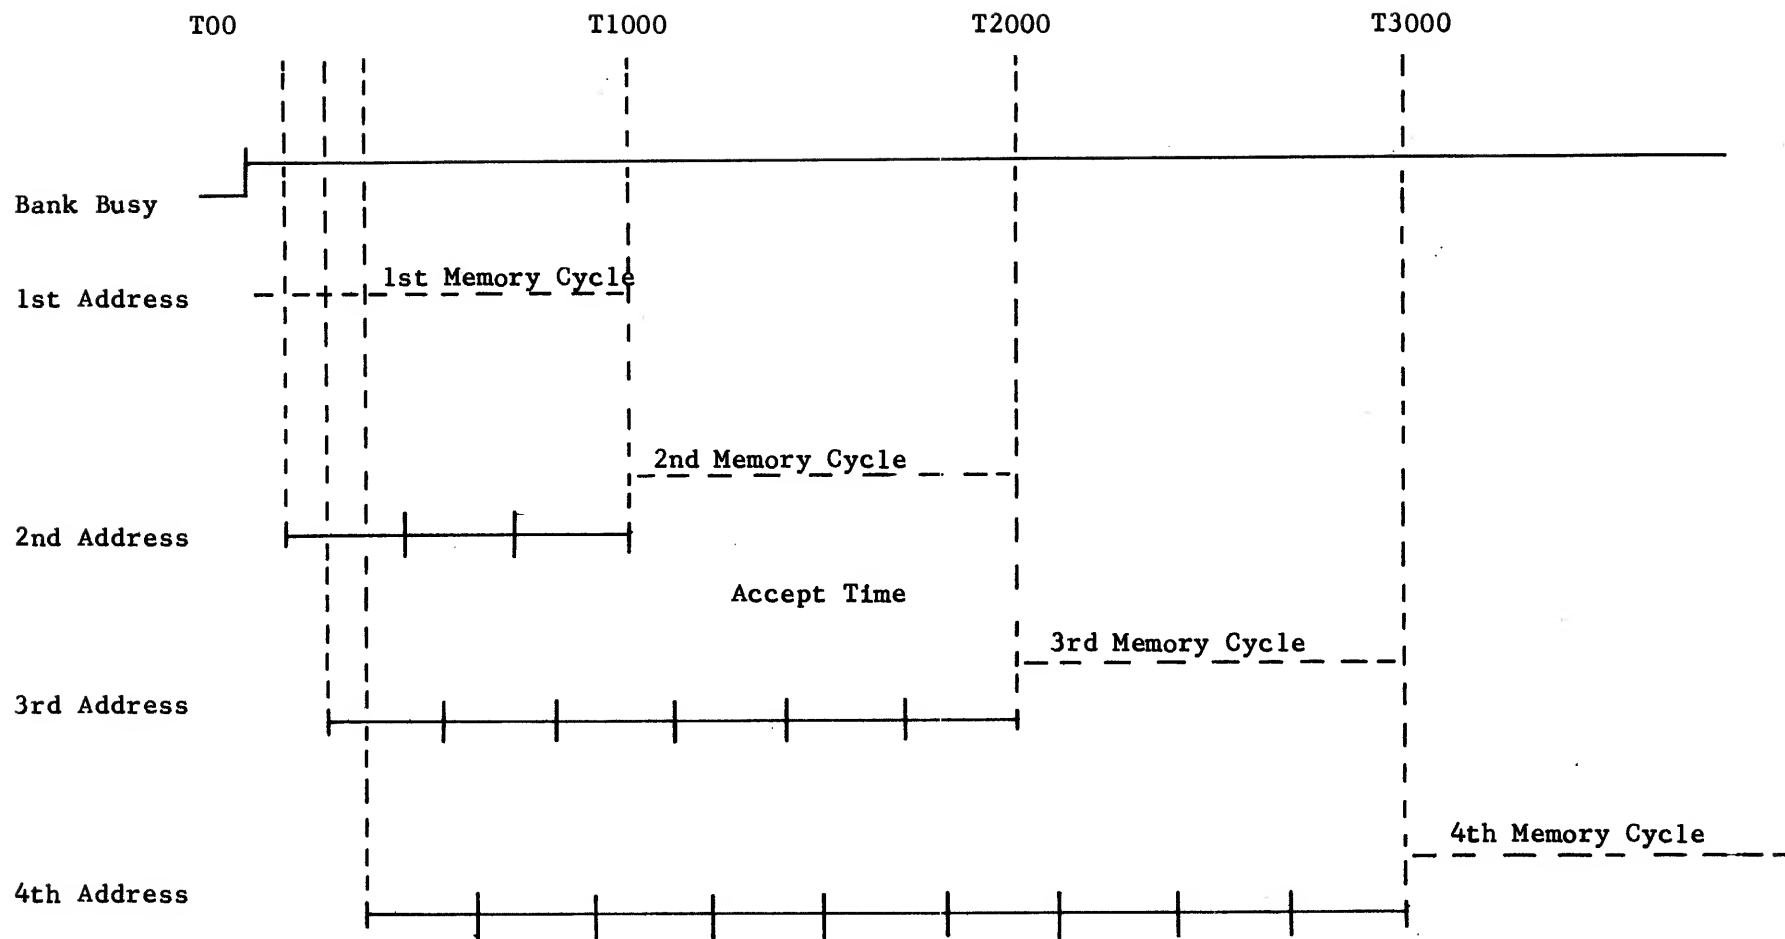 T00 T1000 T2000 T3000
Bank Busy
1st Memory Cycle
1st Address
2nd Memory Cycle
2nd Address
Accept Time
3rd Memory Cycle
3rd Address
4th Memory Cycle
4th Address